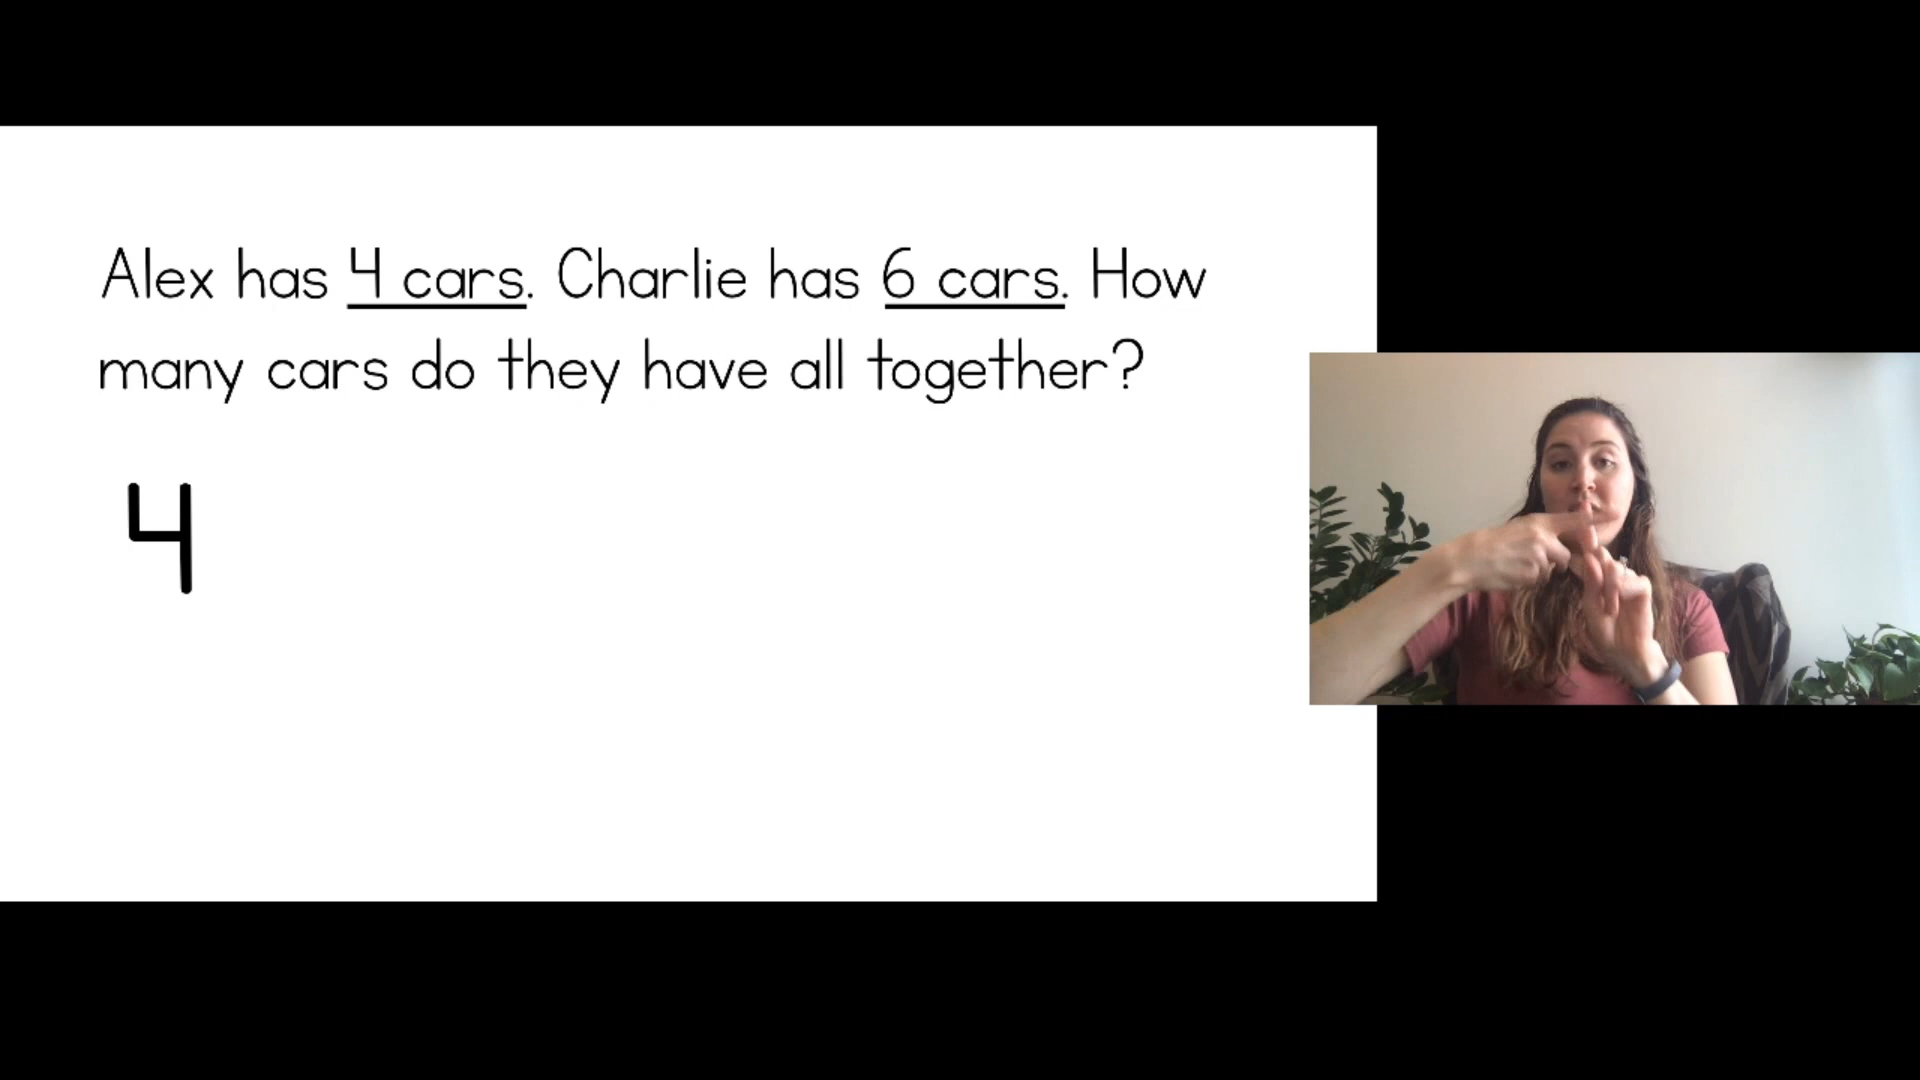 Alex has 4 cars. Charlie has 6 cars. How
many cars do they have all together?
4